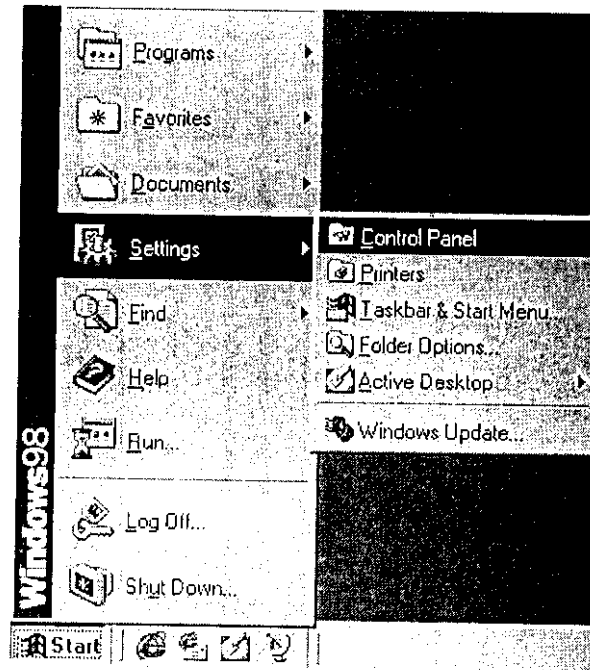 Programs
Favorites
Documents
Settings
Find
Help
Run...
Log Off...
Shut Down...
Control Panel
Printers
Taskbar & Start Menu...
Folder Options...
Active Desktop
Windows Update...
Windows98
Start